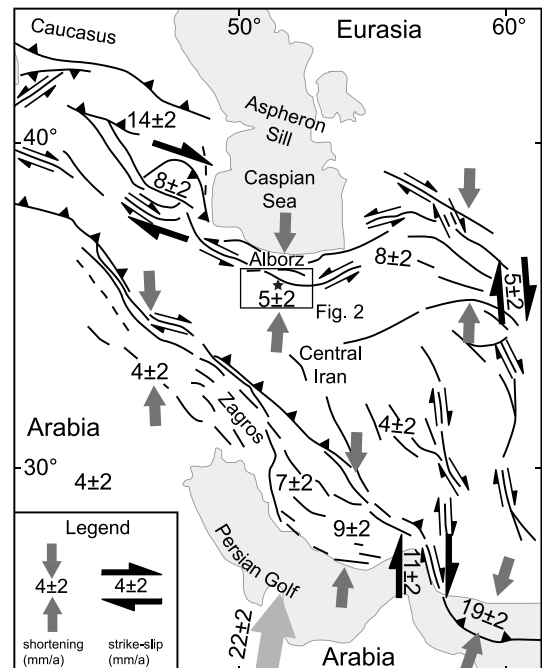 50°
60°
Caucasus
Eurasia
Aspheron
Sill
14±2
40°
8±2
Caspian
Sea
Alborz
8±2
5±2
5±2
Fig. 2
Central
Iran
4±2
Zagros
4±2
Arabia
30°
4±2
7±2
9±2
Persian Golf
11±2
19±2
22±2
Arabia
Legend
4±2
4±2
shortening
(mm/a)
strike-slip
(mm/a)